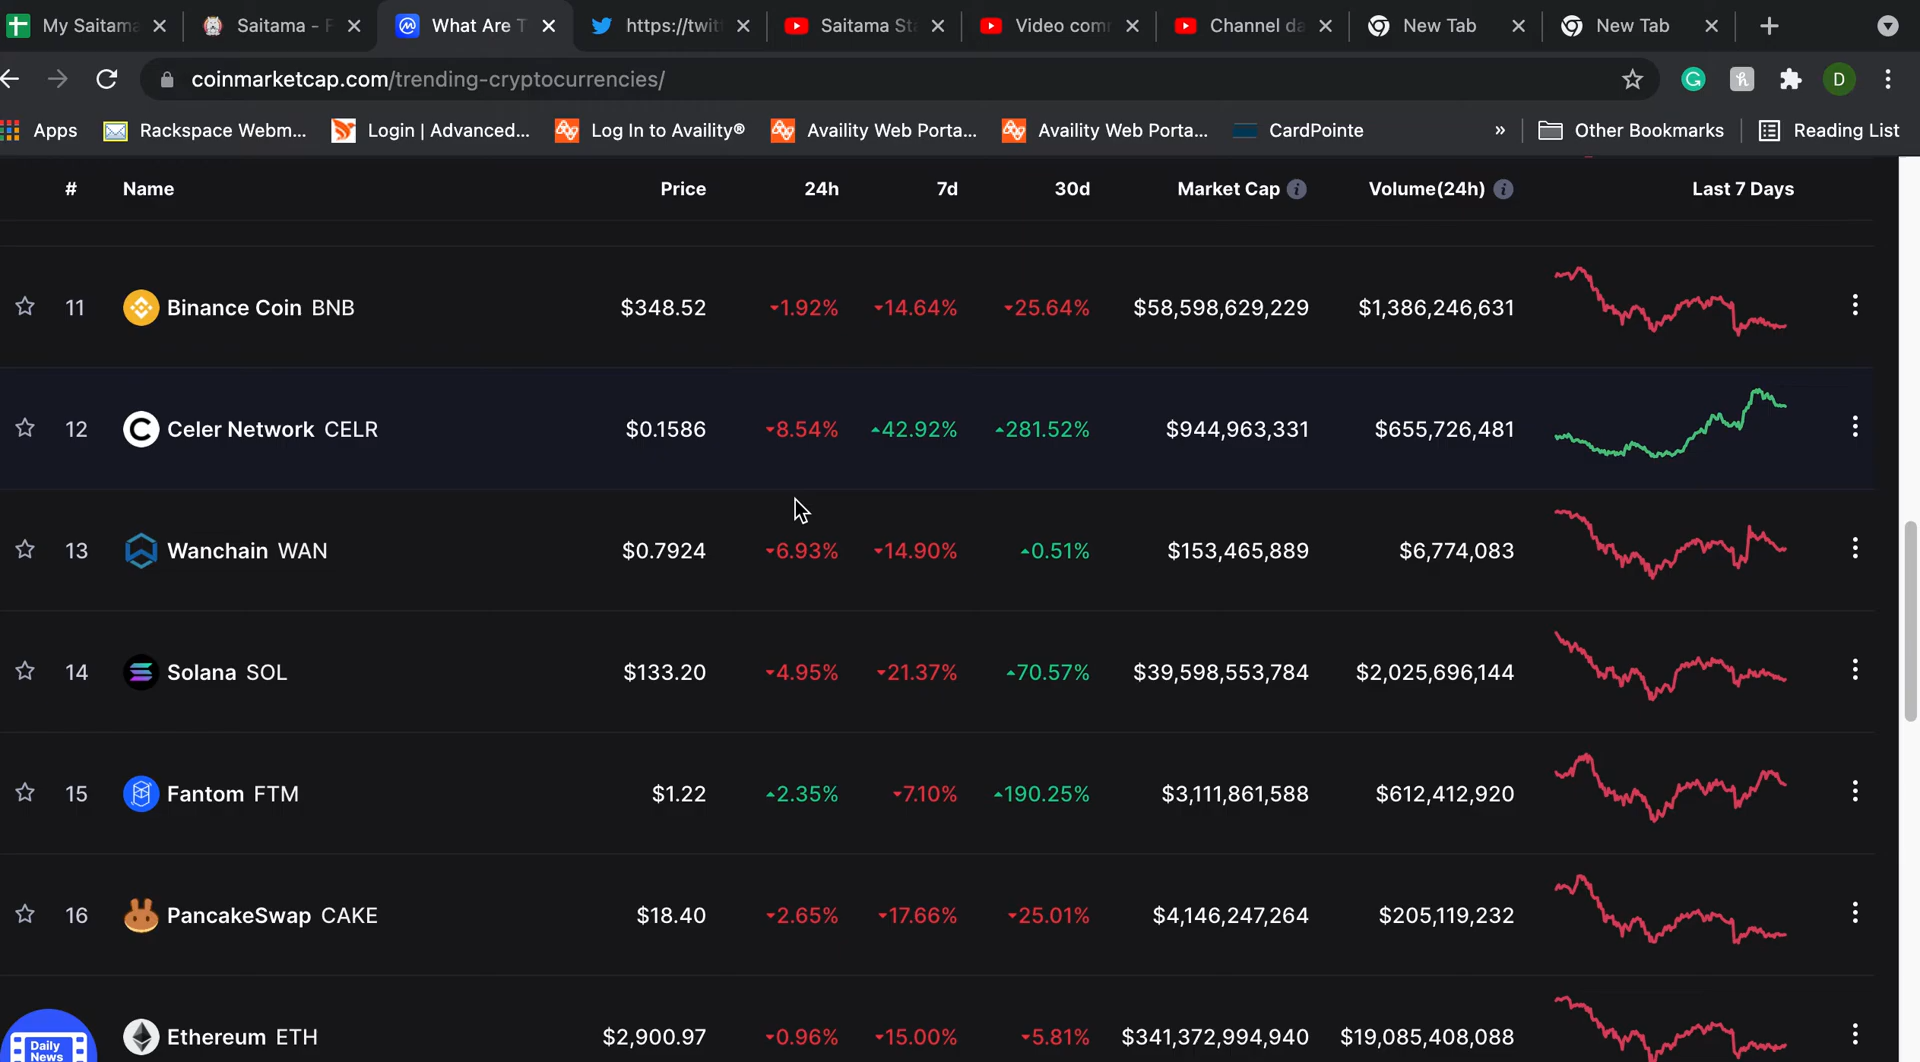 My Saitama
Saitama - F
What Are T
https://twitt
Saitama Sta
Video comm
Channel da
New Tab
New Tab
coinmarketcap.com/trending-cryptocurrencies/
D
Apps
Rackspace Webm...
Login | Advanced...
Log In to Availity®
Availity Web Porta...
Availity Web Porta...
CardPointe
»
Other Bookmarks
Reading List
# Name Price 24h 7d 30d Market Cap Volume(24h) Last 7 Days
11 Binance Coin BNB $348.52 1.92% 14.64% 25.64% $58,598,629,229 $1,386,246,631
12 Celer Network CELR $0.1586 8.54% 42.92% 281.52% $944,963,331 $655,726,481
13 Wanchain WAN $0.7924 6.93% 14.90% 0.51% $153,465,889 $6,774,083
14 Solana SOL $133.20 4.95% 21.37% 70.57% $39,598,553,784 $2,025,696,144
15 Fantom FTM $1.22 2.35% 7.10% 190.25% $3,111,861,588 $612,412,920
16 PancakeSwap CAKE $18.40 2.65% 17.66% 25.01% $4,146,247,264 $205,119,232
Ethereum ETH $2,900.97 0.96% 15.00% 5.81% $341,372,994,940 $19,085,408,088
Daily
News